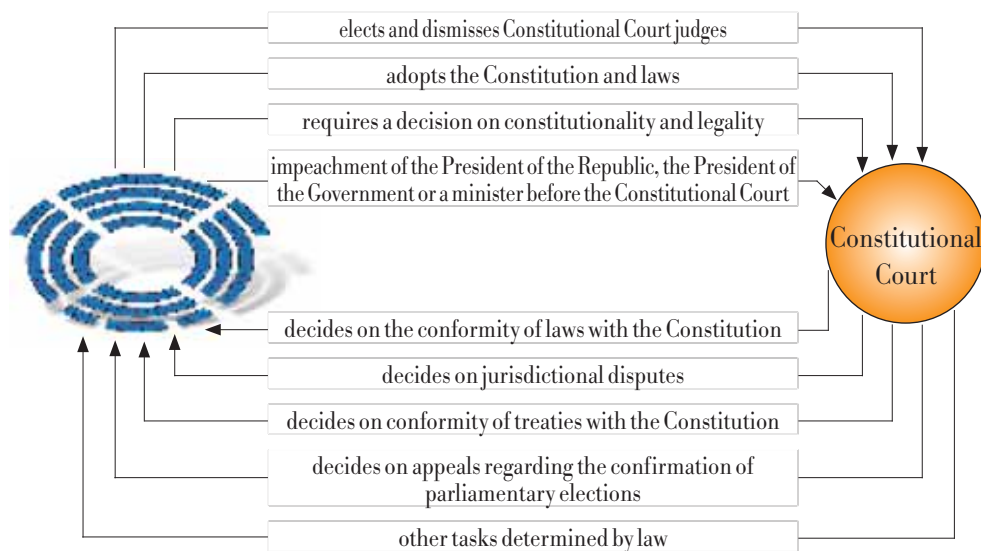 elects and dismisses Constitutional Court judges
adopts the Constitution and laws
requires a decision on constitutionality and legality
impeachment of the President of the Republic, the President of
the Government or a minister before the Constitutional Court
Constitutional
Court
decides on the conformity of laws with the Constitution
decides on jurisdictional disputes
decides on conformity of treaties with the Constitution
decides on appeals regarding the confirmation of
parliamentary elections
other tasks determined by law